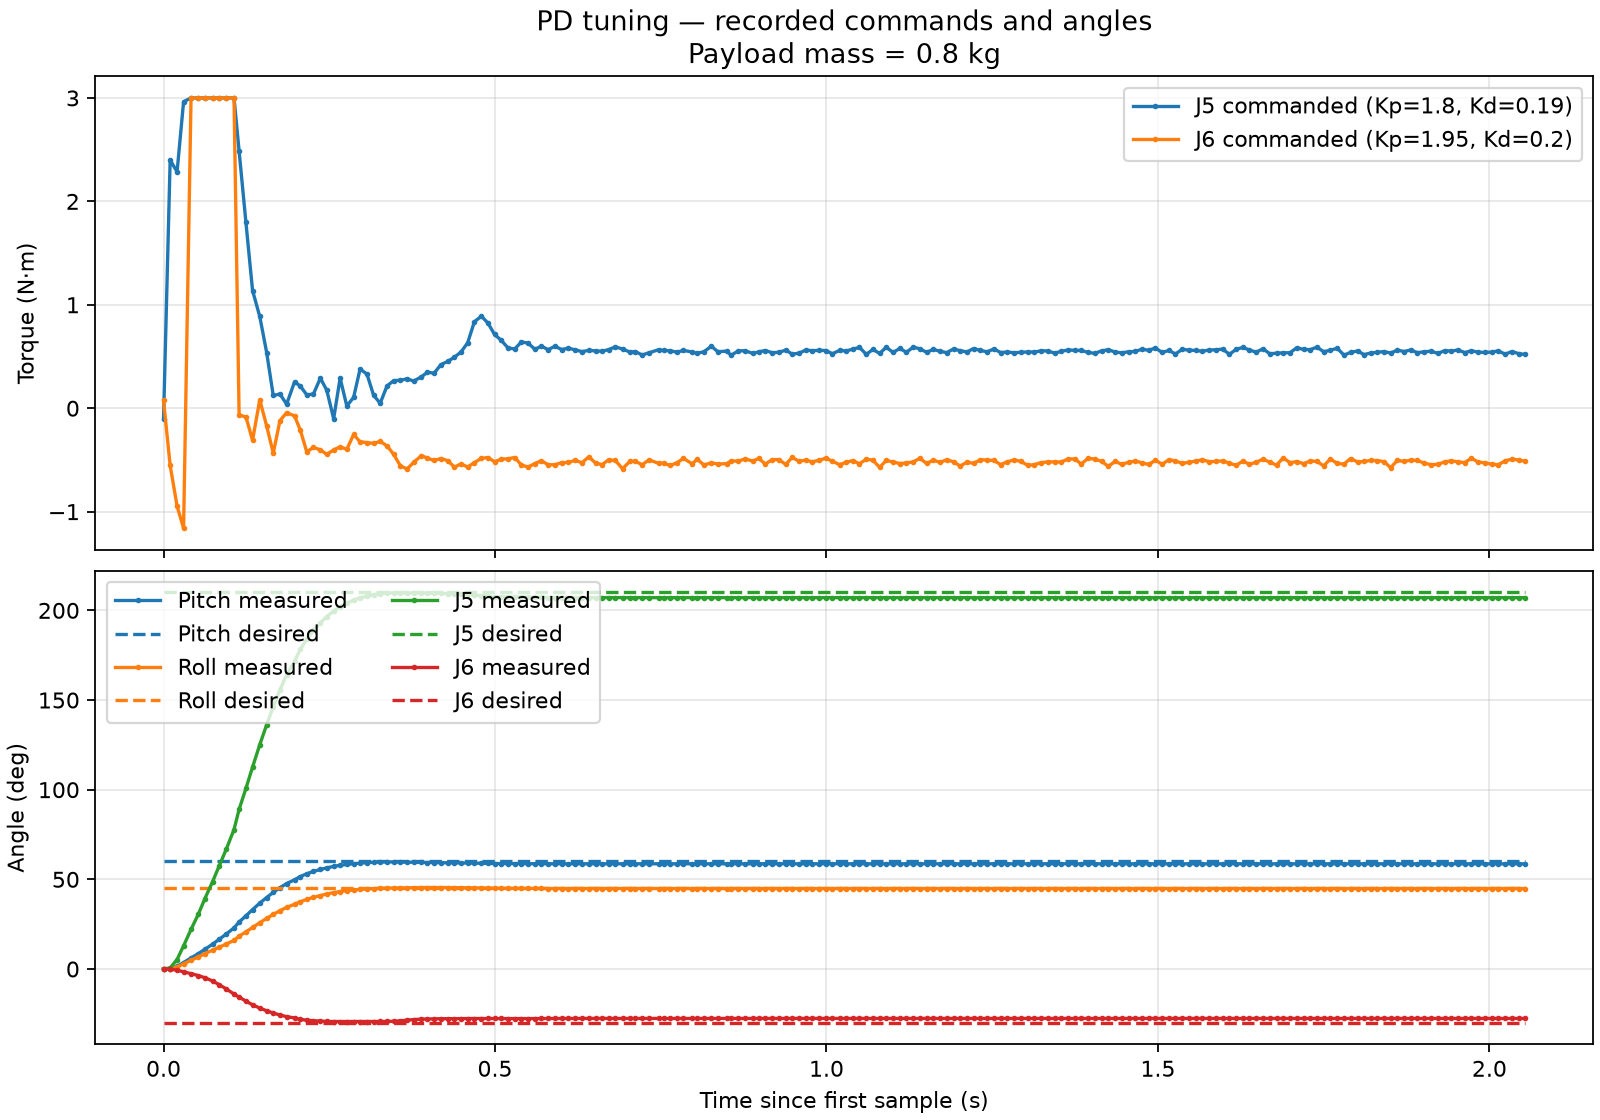 PD tuning — recorded commands and angles
Payload mass = 0.8 kg
3
2
1
0
−1
Torque (N·m)
J5 commanded (Kp=1.8, Kd=0.19)
J6 commanded (Kp=1.95, Kd=0.2)
200
150
100
50
0
Angle (deg)
Pitch measured
Pitch desired
Roll measured
Roll desired
J5 measured
J5 desired
J6 measured
J6 desired
0.0 0.5 1.0 1.5 2.0
Time since first sample (s)